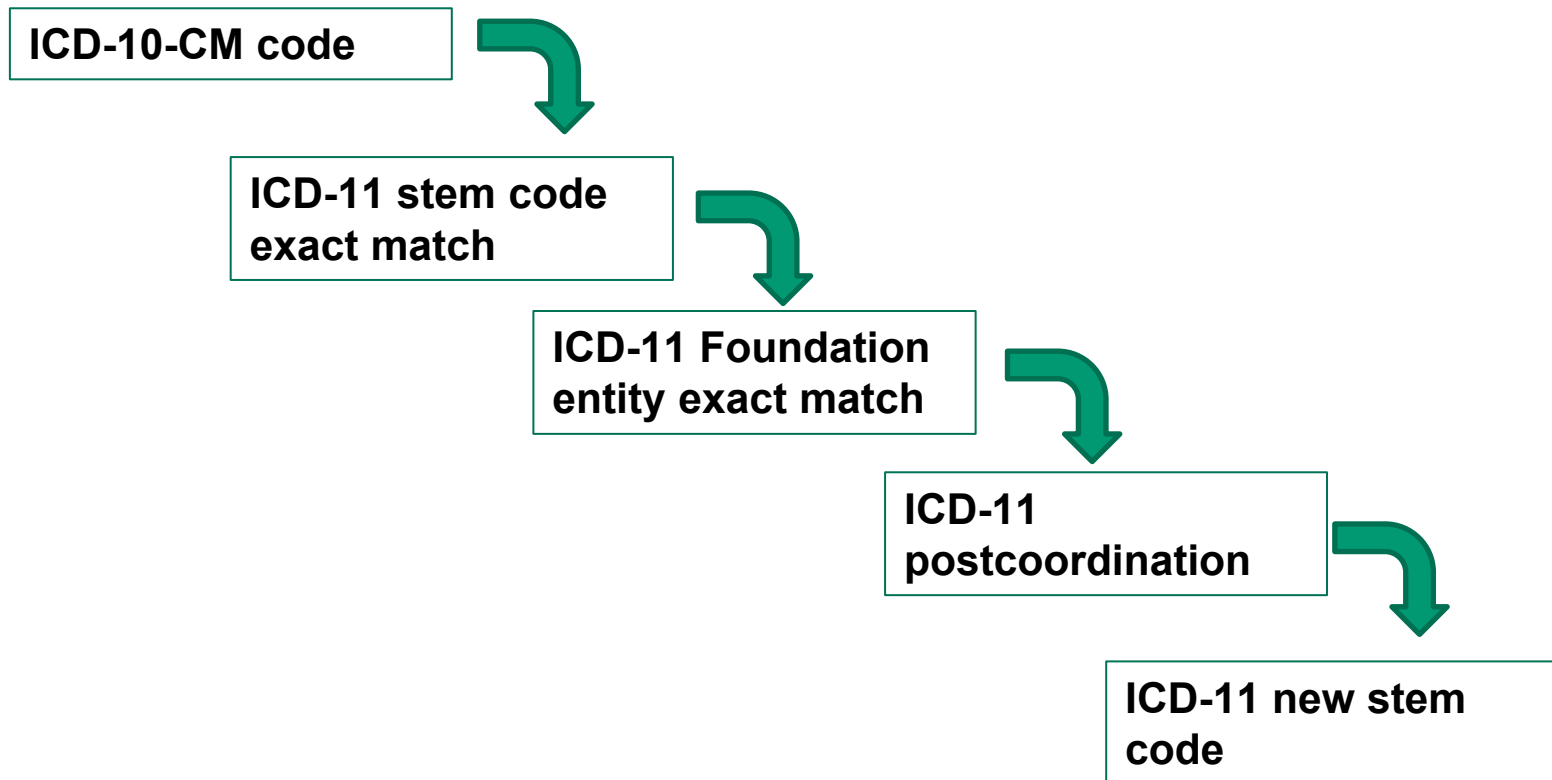 ICD-10-CM code
ICD-11 stem code
exact match
ICD-11 Foundation
entity exact match
ICD-11
postcoordination
ICD-11 new stem
code